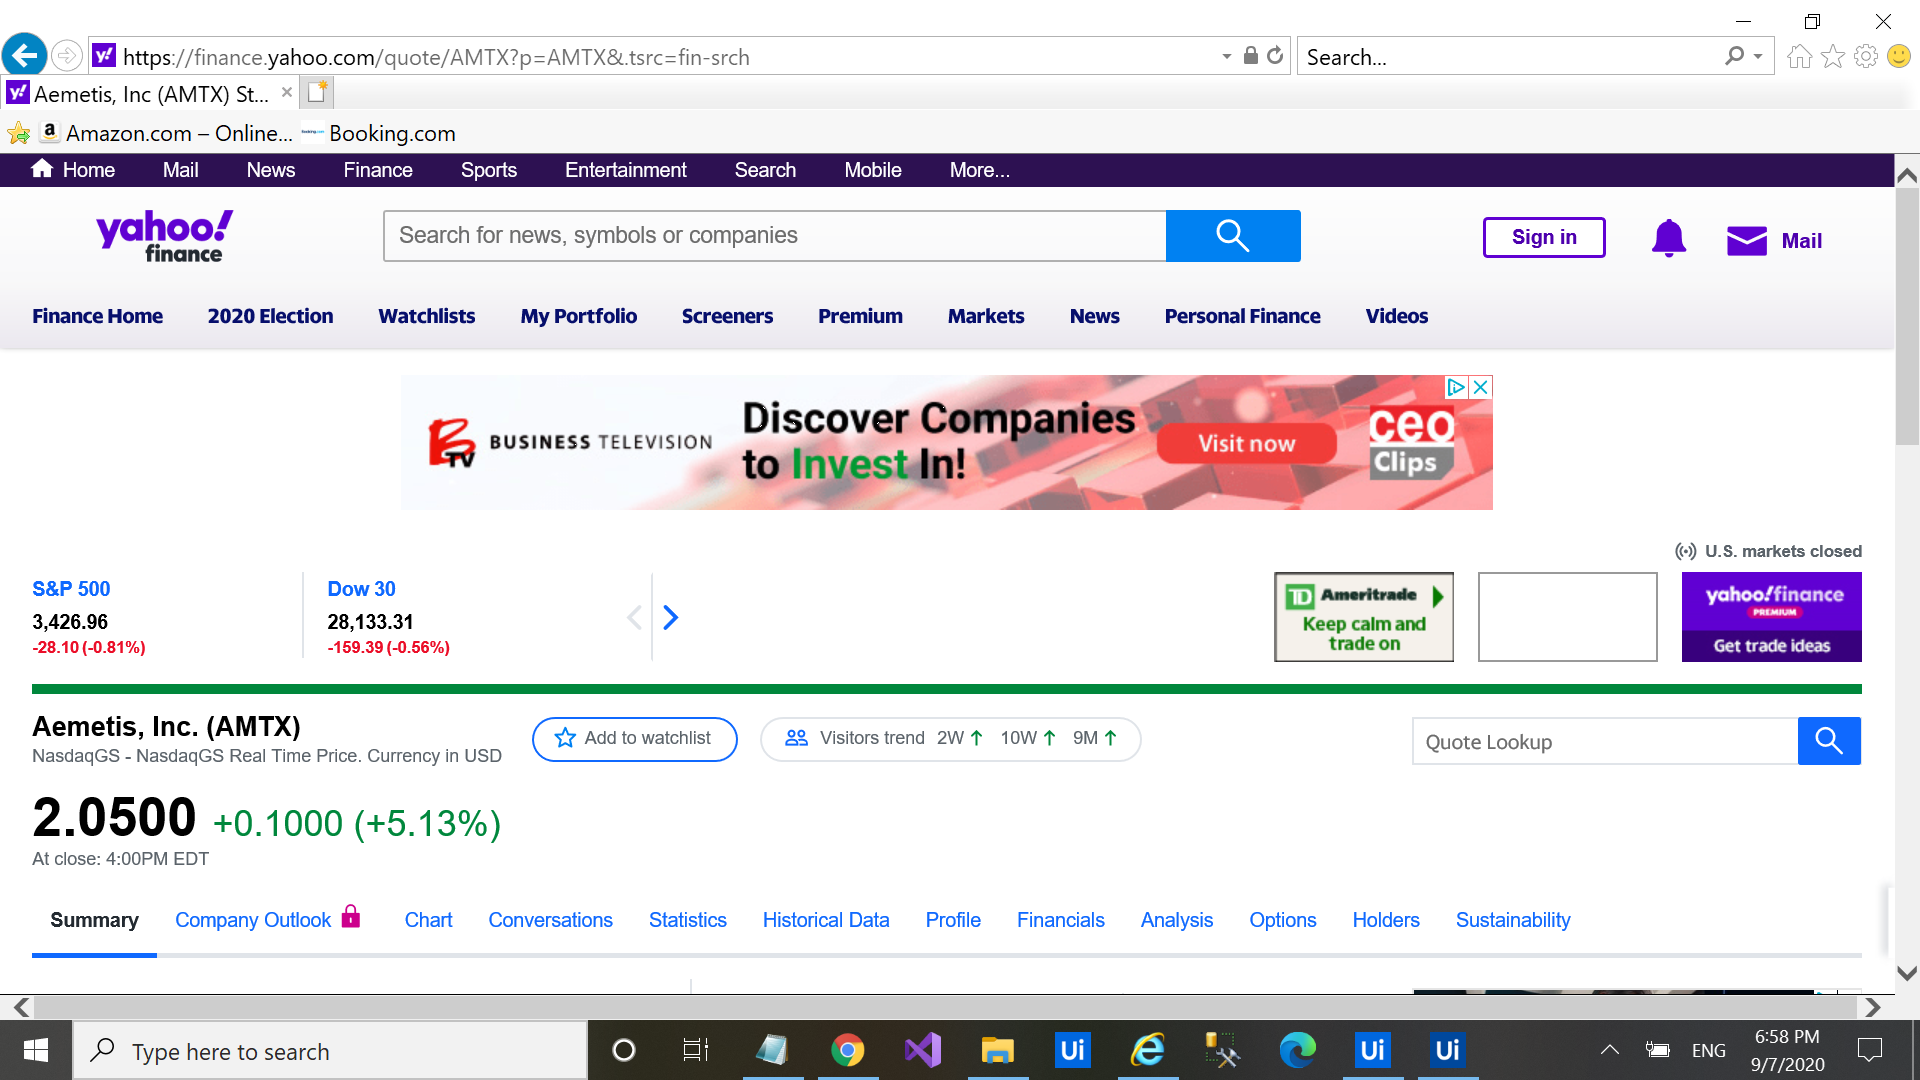 https://finance.yahoo.com/quote/AMTX?p=AMTX&.tsrc=fin-srch
Search...
Aemetis, Inc (AMTX) St...
Amazon.com – Online...
Booking.com
Home Mail News Finance Sports Entertainment Search Mobile More...
yahoo!
finance
Search for news, symbols or companies
Sign in
Mail
Finance Home 2020 Election Watchlists My Portfolio Screeners Premium Markets News Personal Finance Videos
BTV
BUSINESS TELEVISION
Discover Companies
to Invest In!
Visit now
ceo
Clips
U.S. markets closed
S&P 500
3,426.96
-28.10 (-0.81%)
Dow 30
28,133.31
-159.39 (-0.56%)
TD Ameritrade
Keep calm and
trade on
yahoo!finance
PREMIUM
Get trade ideas
Aemetis, Inc. (AMTX)
NasdaqGS - NasdaqGS Real Time Price. Currency in USD
Add to watchlist
Visitors trend 2W ↑ 10W ↑ 9M ↑
Quote Lookup
2.0500 +0.1000 (+5.13%)
At close: 4:00PM EDT
Summary Company Outlook Chart Conversations Statistics Historical Data Profile Financials Analysis Options Holders Sustainability
Type here to search
Ui
Ui
Ui
ENG
6:58 PM
9/7/2020